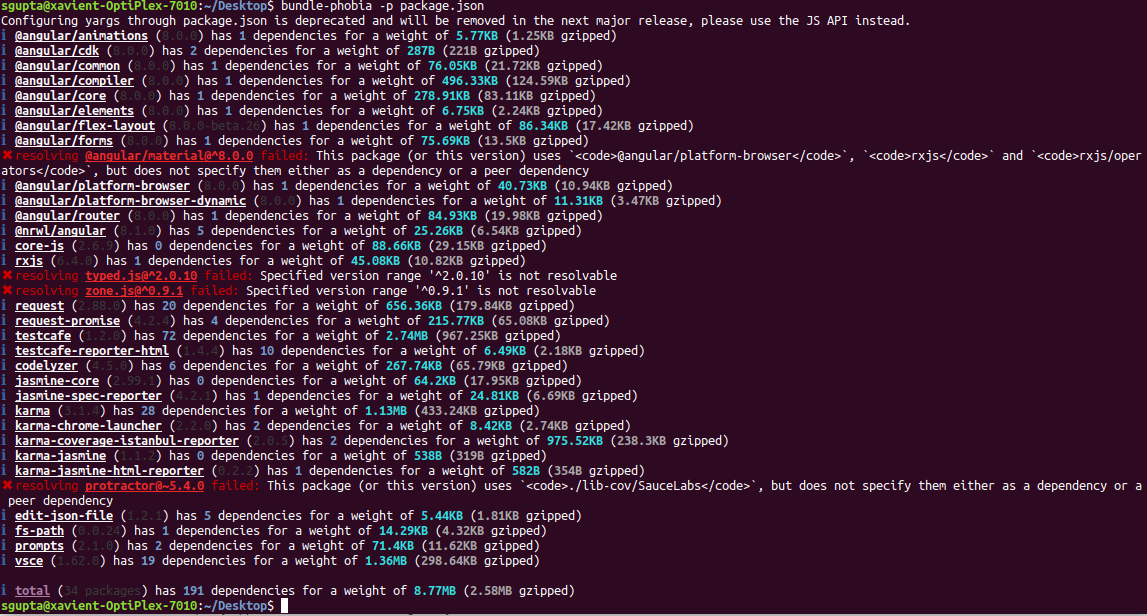 sgupta@xavient-OptiPlex-7010:~/Desktop$ bundle-phobia -p package.json
Configuring yargs through package.json is deprecated and will be removed in the next major release, please use the JS API instead.
ℹ @angular/animations (8.0.0) has 1 dependencies for a weight of 5.77KB (1.25KB gzipped)
ℹ @angular/cdk (8.0.0) has 2 dependencies for a weight of 287B (221B gzipped)
ℹ @angular/common (8.0.0) has 1 dependencies for a weight of 76.05KB (21.72KB gzipped)
ℹ @angular/compiler (8.0.0) has 1 dependencies for a weight of 496.33KB (124.59KB gzipped)
ℹ @angular/core (8.0.0) has 1 dependencies for a weight of 278.91KB (83.11KB gzipped)
ℹ @angular/elements (8.0.0) has 1 dependencies for a weight of 6.75KB (2.24KB gzipped)
ℹ @angular/flex-layout (8.0.0-beta.26) has 1 dependencies for a weight of 86.34KB (17.42KB gzipped)
ℹ @angular/forms (8.0.0) has 1 dependencies for a weight of 75.69KB (13.5KB gzipped)
✖ resolving @angular/material@^8.0.0 failed: This package (or this version) uses `<code>@angular/platform-browser</code>`, `<code>rxjs</code>` and `<code>rxjs/oper
ators</code>`, but does not specify them either as a dependency or a peer dependency
ℹ @angular/platform-browser (8.0.0) has 1 dependencies for a weight of 40.73KB (10.94KB gzipped)
ℹ @angular/platform-browser-dynamic (8.0.0) has 1 dependencies for a weight of 11.31KB (3.47KB gzipped)
ℹ @angular/router (8.0.0) has 1 dependencies for a weight of 84.93KB (19.98KB gzipped)
ℹ @nrwl/angular (8.1.0) has 5 dependencies for a weight of 25.26KB (6.54KB gzipped)
ℹ core-js (2.6.9) has 0 dependencies for a weight of 88.66KB (29.15KB gzipped)
ℹ rxjs (6.4.0) has 1 dependencies for a weight of 45.08KB (10.82KB gzipped)
✖ resolving typed.js@^2.0.10 failed: Specified version range '^2.0.10' is not resolvable
✖ resolving zone.js@^0.9.1 failed: Specified version range '^0.9.1' is not resolvable
ℹ request (2.88.0) has 20 dependencies for a weight of 656.36KB (179.84KB gzipped)
ℹ request-promise (4.2.4) has 4 dependencies for a weight of 215.77KB (65.08KB gzipped)
ℹ testcafe (1.2.0) has 72 dependencies for a weight of 2.74MB (967.25KB gzipped)
ℹ testcafe-reporter-html (1.4.4) has 10 dependencies for a weight of 6.49KB (2.18KB gzipped)
ℹ codelyzer (4.5.0) has 6 dependencies for a weight of 267.74KB (65.79KB gzipped)
ℹ jasmine-core (2.99.1) has 0 dependencies for a weight of 64.2KB (17.95KB gzipped)
ℹ jasmine-spec-reporter (4.2.1) has 1 dependencies for a weight of 24.81KB (6.69KB gzipped)
ℹ karma (3.1.4) has 28 dependencies for a weight of 1.13MB (433.24KB gzipped)
ℹ karma-chrome-launcher (2.2.0) has 2 dependencies for a weight of 8.42KB (2.74KB gzipped)
ℹ karma-coverage-istanbul-reporter (2.0.5) has 2 dependencies for a weight of 975.52KB (238.3KB gzipped)
ℹ karma-jasmine (1.1.2) has 0 dependencies for a weight of 538B (319B gzipped)
ℹ karma-jasmine-html-reporter (0.2.2) has 1 dependencies for a weight of 582B (354B gzipped)
✖ resolving protractor@~5.4.0 failed: This package (or this version) uses `<code>./lib-cov/SauceLabs</code>`, but does not specify them either as a dependency or a
 peer dependency
ℹ edit-json-file (1.2.1) has 5 dependencies for a weight of 5.44KB (1.81KB gzipped)
ℹ fs-path (0.0.24) has 1 dependencies for a weight of 14.29KB (4.32KB gzipped)
ℹ prompts (2.1.0) has 2 dependencies for a weight of 71.4KB (11.62KB gzipped)
ℹ vsce (1.62.0) has 19 dependencies for a weight of 1.36MB (298.64KB gzipped)
ℹ total (34 packages) has 191 dependencies for a weight of 8.77MB (2.58MB gzipped)
sgupta@xavient-OptiPlex-7010:~/Desktop$